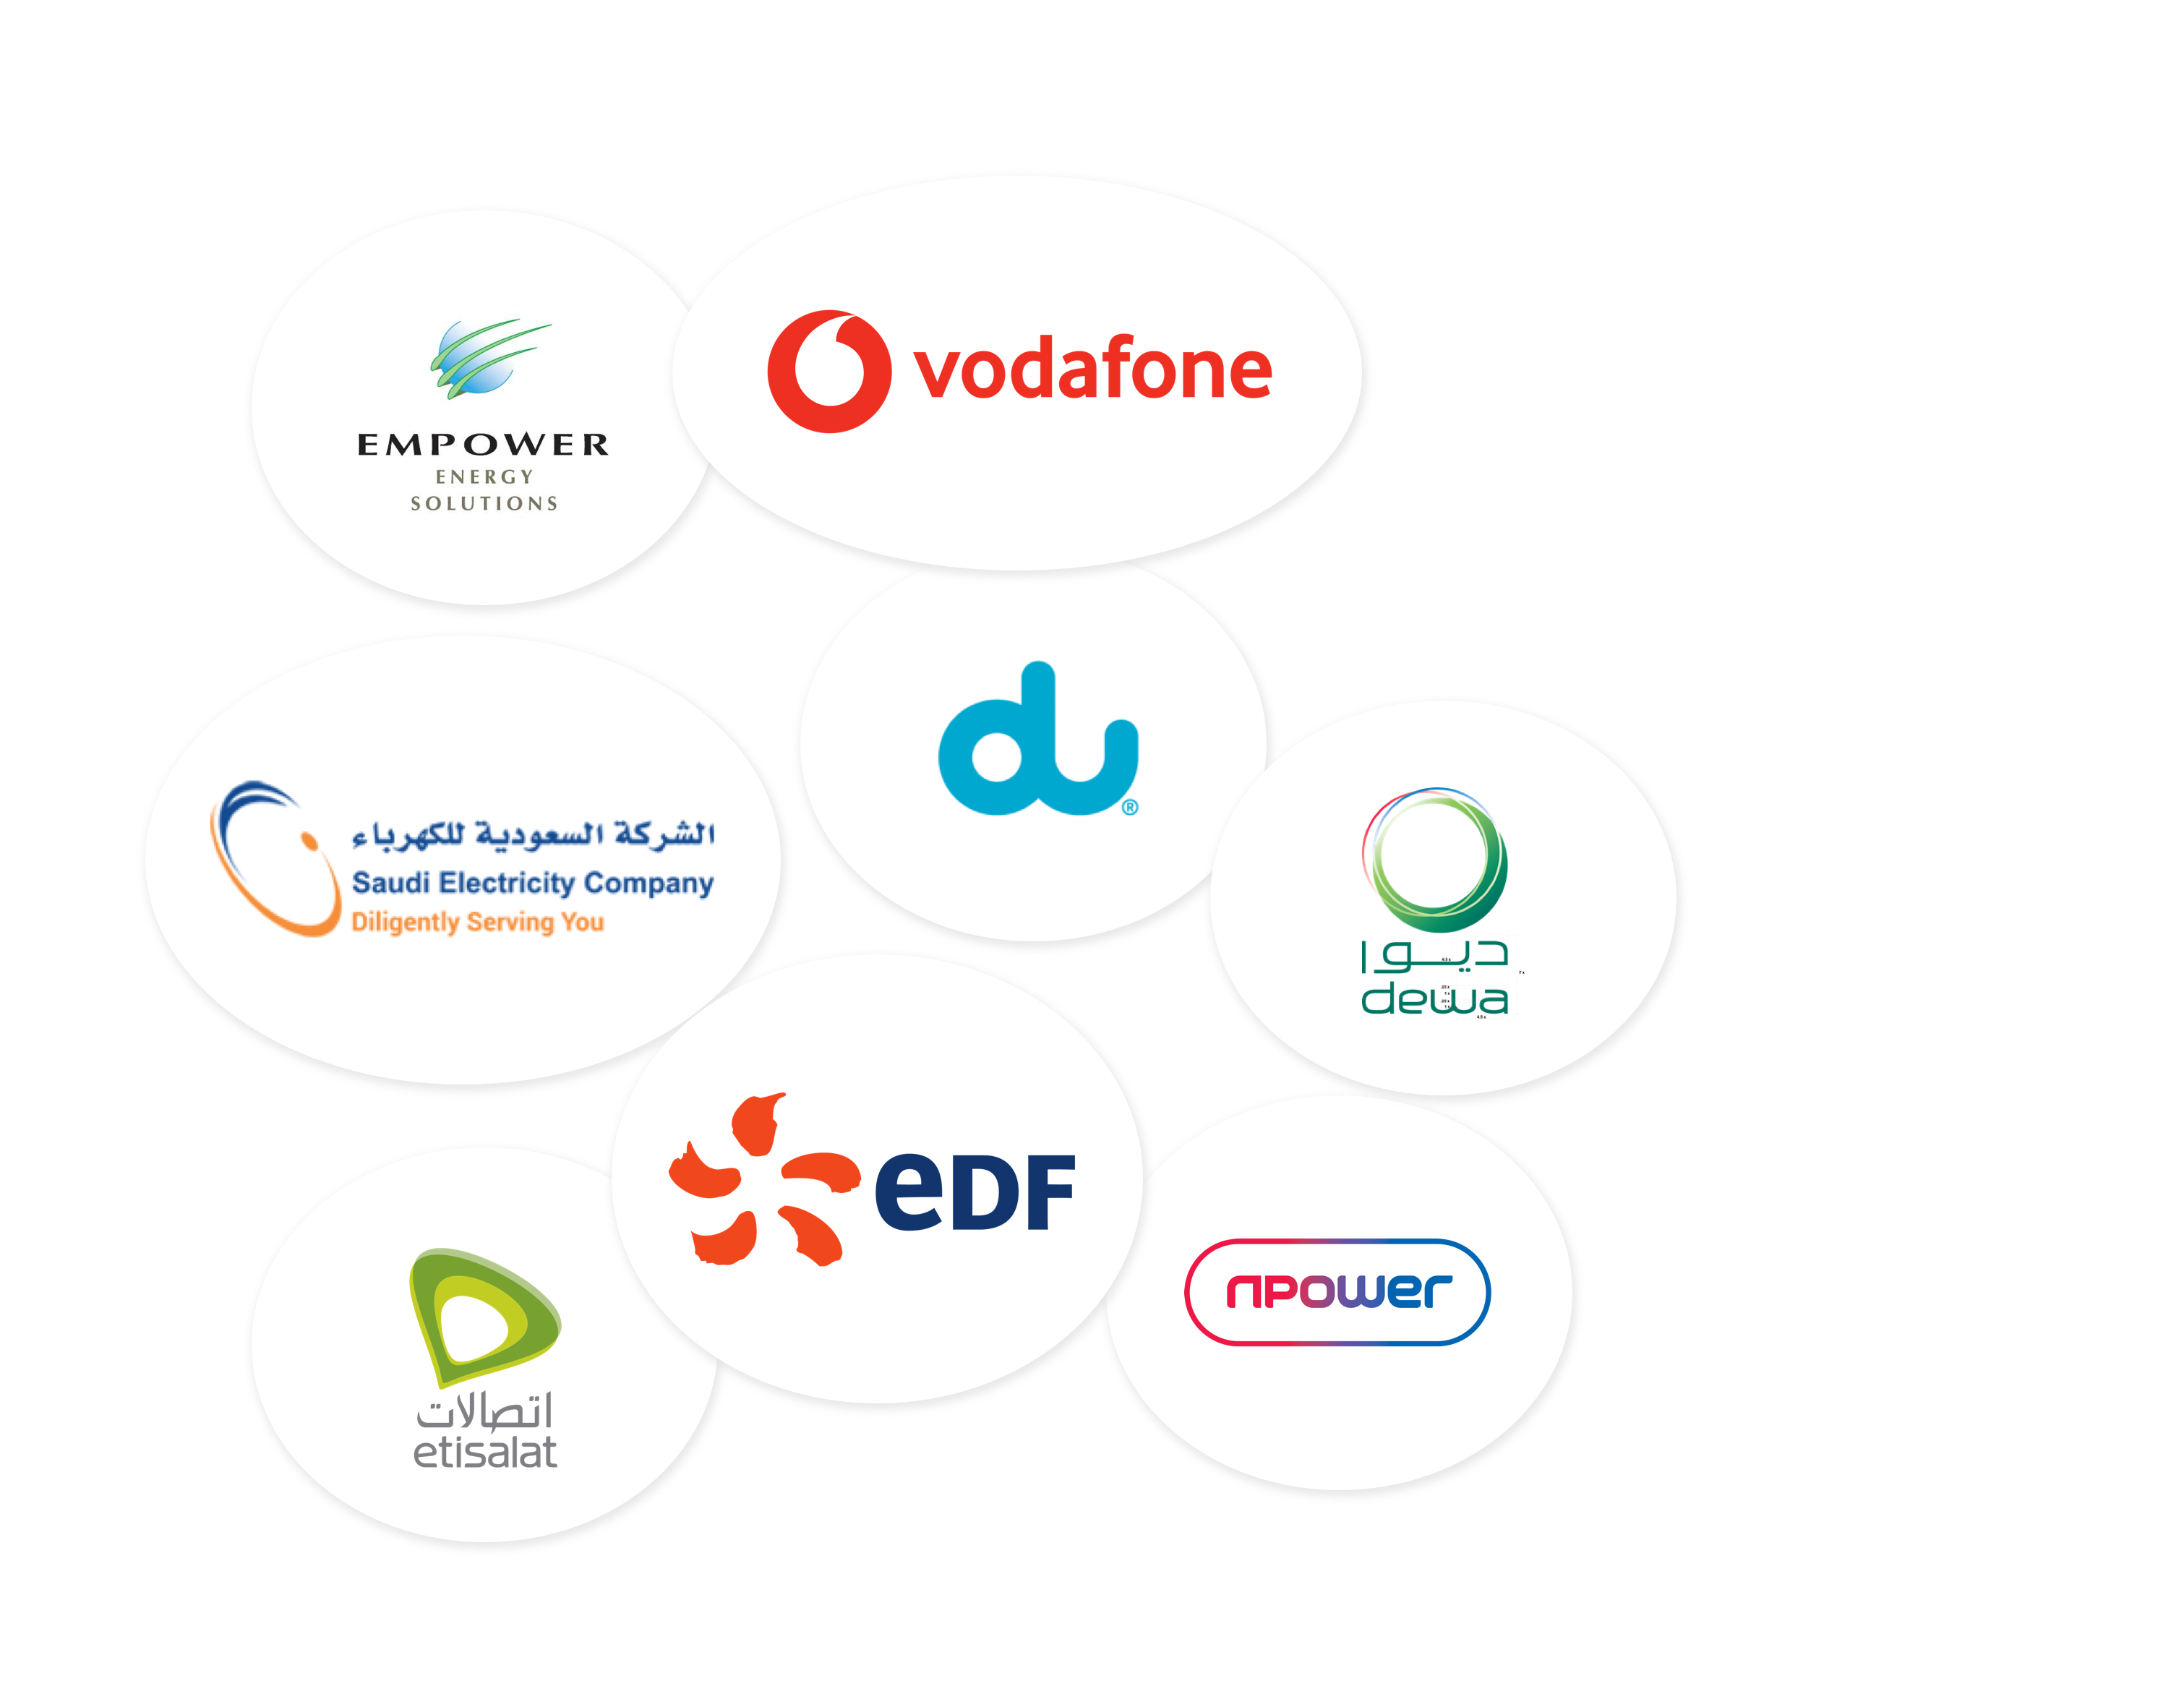 EMPOWER
ENERGY
SOLUTIONS
vodafone
du®
الشركة السعودية للكهرباء
Saudi Electricity Company
Diligently Serving You
ديوا
dewa
eDF
npower
اتصالات
etisalat